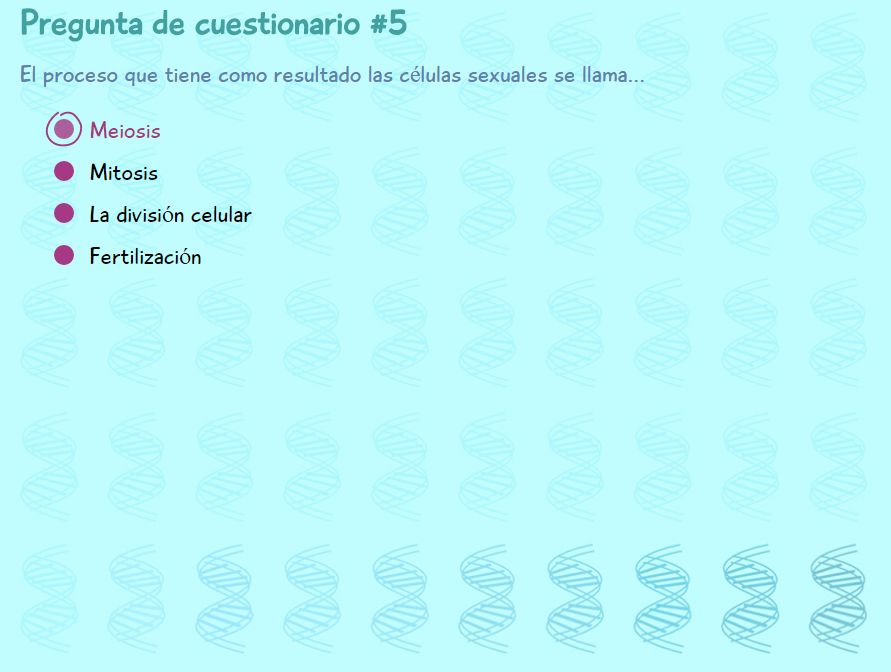 Pregunta de cuestionario #5
El proceso que tiene como resultado las células sexuales se llama...
Meiosis
Mitosis
La división celular
Fertilización